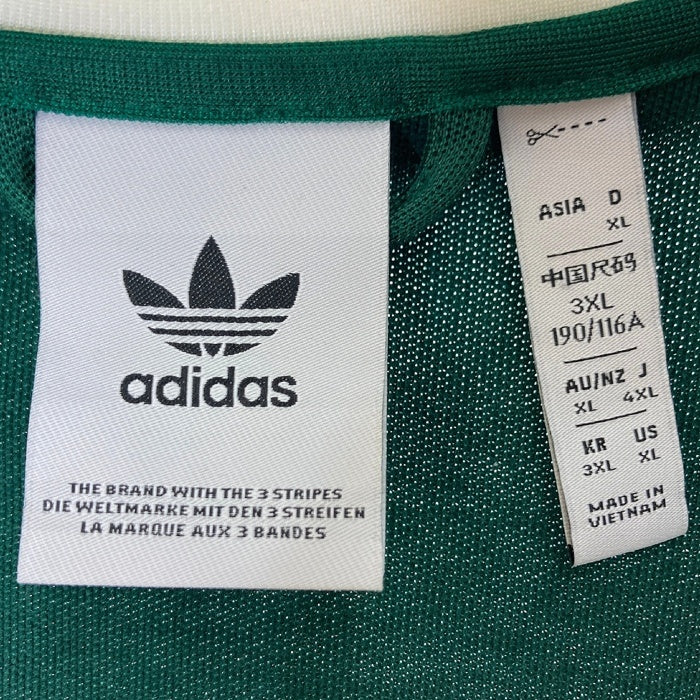 adidas
THE BRAND WITH THE 3 STRIPES
DIE WELTMARKE MIT DEN 3 STREIFEN
LA MARQUE AUX 3 BANDES
ASIA D
XL
中国尺码
3XL
190/116A
AU/NZ J
XL 4XL
KR US
3XL XL
MADE IN
VIETNAM